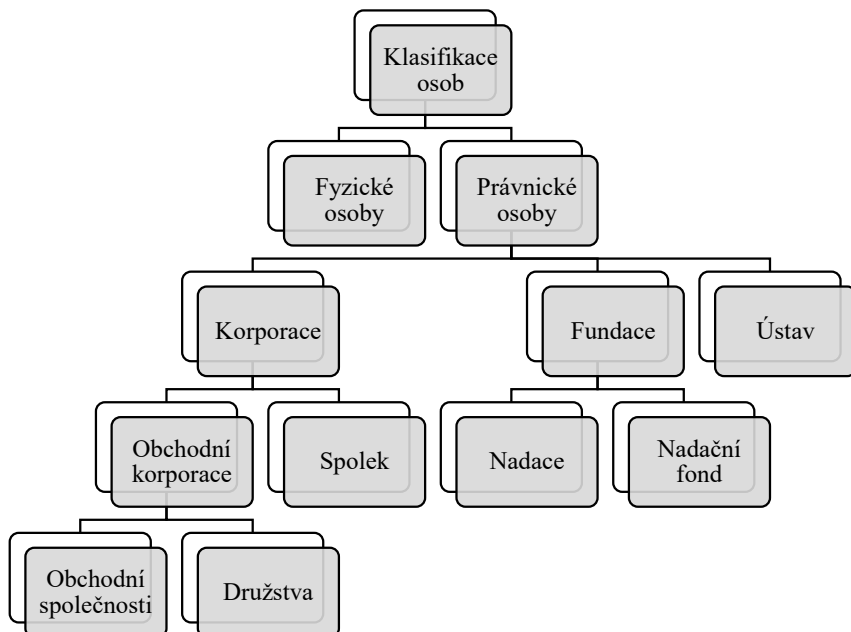 Klasifikace
osob
Fyzické
osoby
Právnické
osoby
Korporace
Fundace
Ústav
Obchodní
korporace
Spolek
Nadace
Nadační
fond
Obchodní
společnosti
Družstva